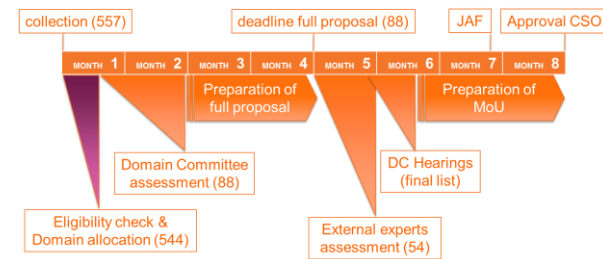 collection (557)
deadline full proposal (88)
JAF
Approval CSO
MONTH 1
MONTH 2
MONTH 3
MONTH 4
MONTH 5
MONTH 6
MONTH 7
MONTH 8
Preparation of
full proposal
Preparation of
MoU
Domain Committee
assessment (88)
DC Hearings
(final list)
Eligibility check &
Domain allocation (544)
External experts
assessment (54)